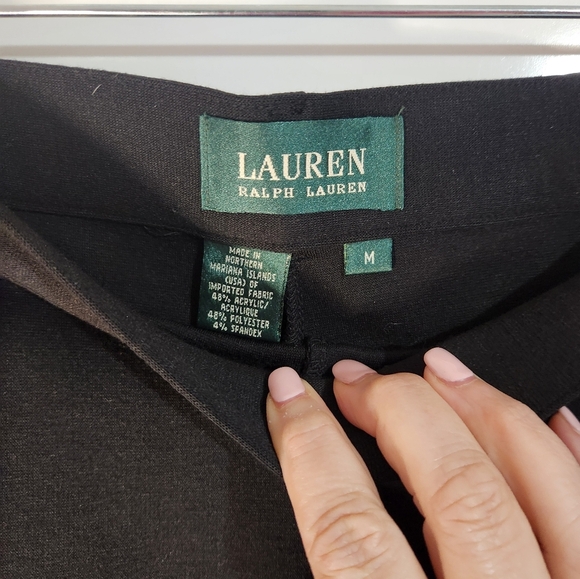 LAUREN
RALPH LAUREN
MADE IN
NORTHERN
MARIANA ISLANDS
(USA) OF
IMPORTED FABRIC
48% ACRYLIC/
ACRYLIQUE
48% POLYESTER
4% SPANDEX
M